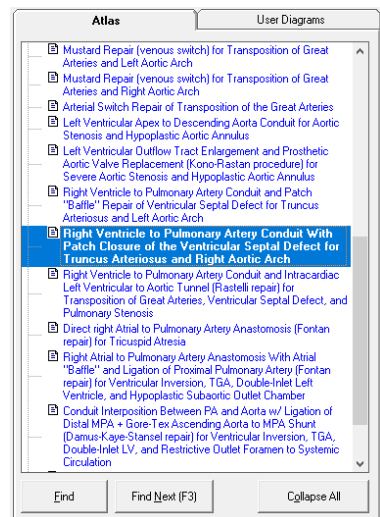 Atlas
User Diagrams
Mustard Repair (venous switch) for Transposition of Great
Arteries and Left Aortic Arch
Mustard Repair (venous switch) for Transposition of Great
Arteries and Right Aortic Arch
Arterial Switch Repair of Transposition of the Great Arteries
Left Ventricular Apex to Descending Aorta Conduit for Aortic
Stenosis and Hypoplastic Aortic Annulus
Left Ventricular Outflow Tract Enlargement and Prosthetic
Aortic Valve Replacement (Kono-Rastan procedure) for
Severe Aortic Stenosis and Hypoplastic Aortic Annulus
Right Ventricle to Pulmonary Artery Conduit and Patch
"Baffle" Repair of Ventricular Septal Defect for Truncus
Arteriosus and Left Aortic Arch
Right Ventricle to Pulmonary Artery Conduit With
Patch Closure of the Ventricular Septal Defect for
Truncus Arteriosus and Right Aortic Arch
Right Ventricle to Pulmonary Artery Conduit and Intracardiac
Left Ventricular to Aortic Tunnel (Rastelli repair) for
Transposition of Great Arteries, Ventricular Septal Defect, and
Pulmonary Stenosis
Direct right Atrial to Pulmonary Artery Anastomosis (Fontan
repair) for Tricuspid Atresia
Right Atrial to Pulmonary Artery Anastomosis With Atrial
"Baffle" and Ligation of Proximal Pulmonary Artery (Fontan
repair) for Ventricular Inversion, TGA, Double-Inlet Left
Ventricle, and Hypoplastic Subaortic Outlet Chamber
Conduit Interposition Between PA and Aorta w/ Ligation of
Distal MPA + Gore-Tex Ascending Aorta to MPA Shunt
(Damus-Kaye-Stansel repair) for Ventricular Inversion, TGA,
Double-Inlet LV, and Restrictive Outlet Foramen to Systemic
Circulation
Find
Find Next (F3)
Collapse All